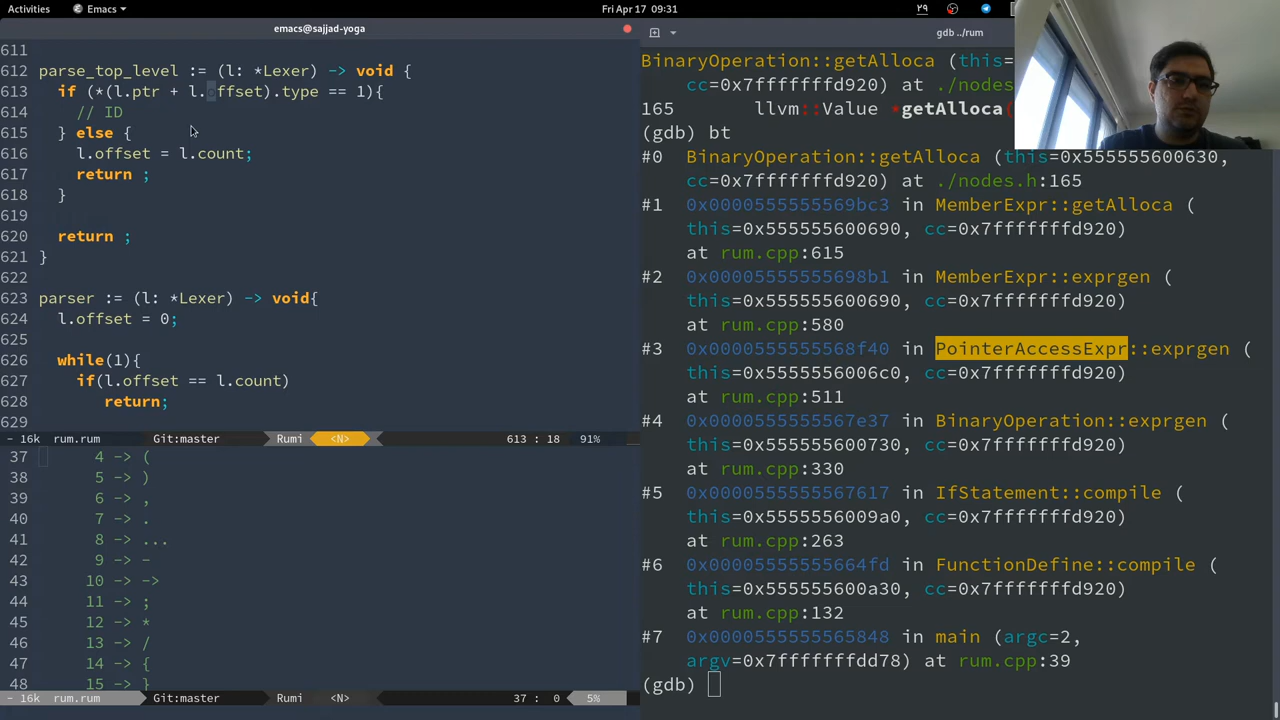 Activities Emacs Fri Apr 17 09:31 ۲۹
emacs@sajjad-yoga
611
612 parse_top_level := (l: *Lexer) -> void {
613 if (*(l.ptr + l.offset).type == 1){
614 // ID
615 } else {
616 l.offset = l.count;
617 return ;
618 }
619
620 return ;
621 }
622
623 parser := (l: *Lexer) -> void{
624 l.offset = 0;
625
626 while(1){
627 if(l.offset == l.count)
628 return;
629
- 16k rum.rum Git:master Rumi <N> 613 : 18 91%
37 4 -> (
38 5 -> )
39 6 -> ,
40 7 -> .
41 8 -> ...
42 9 -> -
43 10 -> ->
44 11 -> ;
45 12 -> *
46 13 -> /
47 14 -> {
48 15 -> }
- 16k rum.rum Git:master Rumi <N> 37 : 0 5%
gdb ../rum
BinaryOperation::getAlloca (this=
cc=0x7fffffffd920) at ./nodes.h:
165 llvm::Value *getAlloca(
(gdb) bt
#0 BinaryOperation::getAlloca (this=0x555555600630,
cc=0x7fffffffd920) at ./nodes.h:165
#1 0x0000555555569bc3 in MemberExpr::getAlloca (
this=0x555555600690, cc=0x7fffffffd920)
at rum.cpp:615
#2 0x00005555555698b1 in MemberExpr::exprgen (
this=0x555555600690, cc=0x7fffffffd920)
at rum.cpp:580
#3 0x0000555555568f40 in PointerAccessExpr::exprgen (
this=0x5555556006c0, cc=0x7fffffffd920)
at rum.cpp:511
#4 0x0000555555567e37 in BinaryOperation::exprgen (
this=0x555555600730, cc=0x7fffffffd920)
at rum.cpp:330
#5 0x0000555555567617 in IfStatement::compile (
this=0x5555556009a0, cc=0x7fffffffd920)
at rum.cpp:263
#6 0x00005555555664fd in FunctionDefine::compile (
this=0x555555600a30, cc=0x7fffffffd920)
at rum.cpp:132
#7 0x0000555555565848 in main (argc=2,
argv=0x7fffffffdd78) at rum.cpp:39
(gdb)